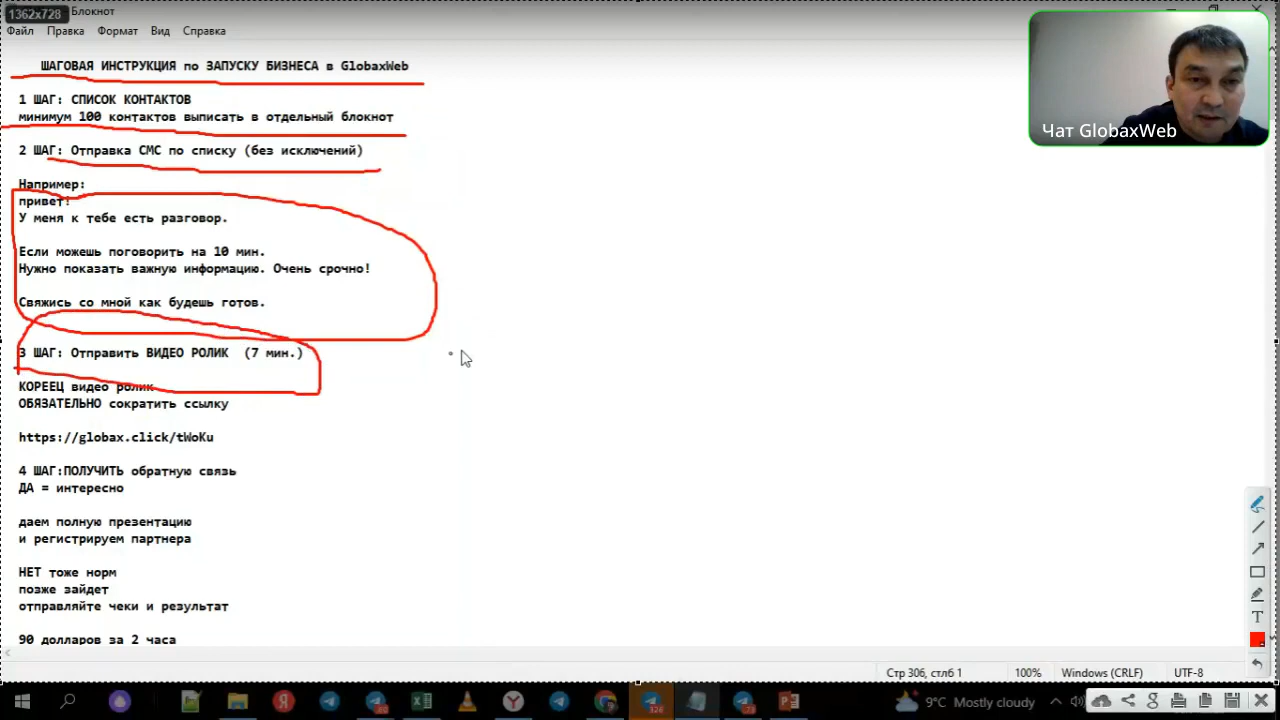 1362x728
Блокнот
Файл Правка Формат Вид Справка
ШАГОВАЯ ИНСТРУКЦИЯ по ЗАПУСКУ БИЗНЕСА в GlobaxWeb
1 ШАГ: СПИСОК КОНТАКТОВ
минимум 100 контактов выписать в отдельный блокнот
2 ШАГ: Отправка СМС по списку (без исключений)
Например:
привет!
У меня к тебе есть разговор.
Если можешь поговорить на 10 мин.
Нужно показать важную информацию. Очень срочно!
Свяжись со мной как будешь готов.
3 ШАГ: Отправить ВИДЕО РОЛИК (7 мин.)
КОРЕЕЦ видео ролик
ОБЯЗАТЕЛЬНО сократить ссылку
https://globax.click/tWoKu
4 ШАГ:ПОЛУЧИТЬ обратную связь
ДА = интересно
даем полную презентацию
и регистрируем партнера
НЕТ тоже норм
позже зайдет
отправляйте чеки и результат
90 долларов за 2 часа
Чат GlobaxWeb
Стр 306, стлб 1 100% Windows (CRLF) UTF-8
9°C Mostly cloudy